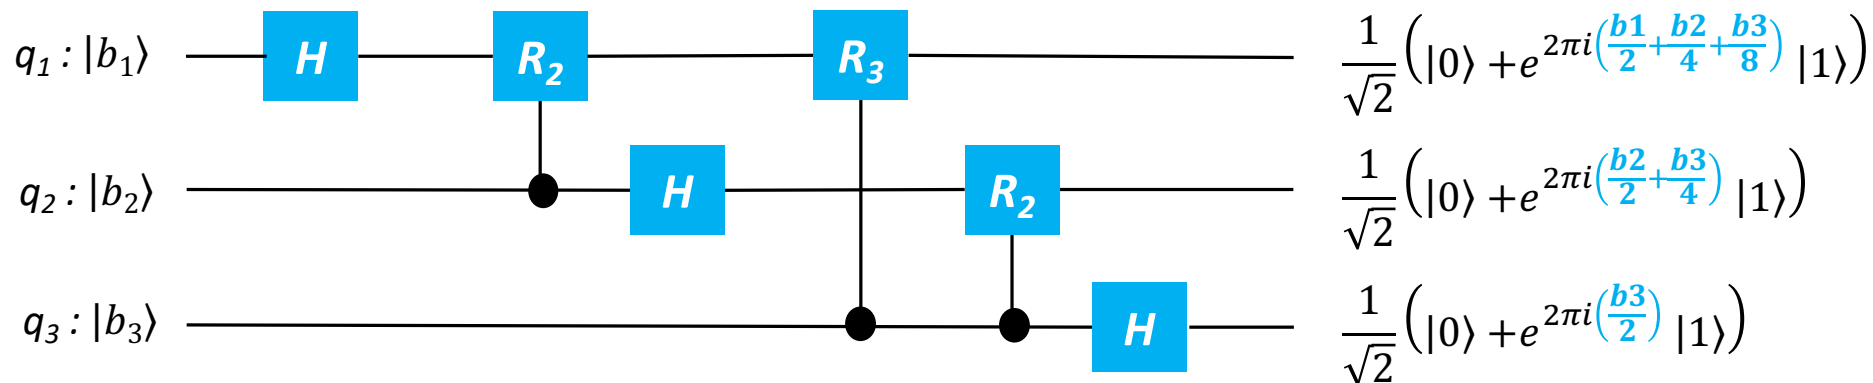 q₁ : |b₁⟩ H R₂ R₃ 1/√2 (|0⟩ + e^{2πi(b1/2 + b2/4 + b3/8)} |1⟩)
q₂ : |b₂⟩ H R₂ 1/√2 (|0⟩ + e^{2πi(b2/2 + b3/4)} |1⟩)
q₃ : |b₃⟩ H 1/√2 (|0⟩ + e^{2πi(b3/2)} |1⟩)